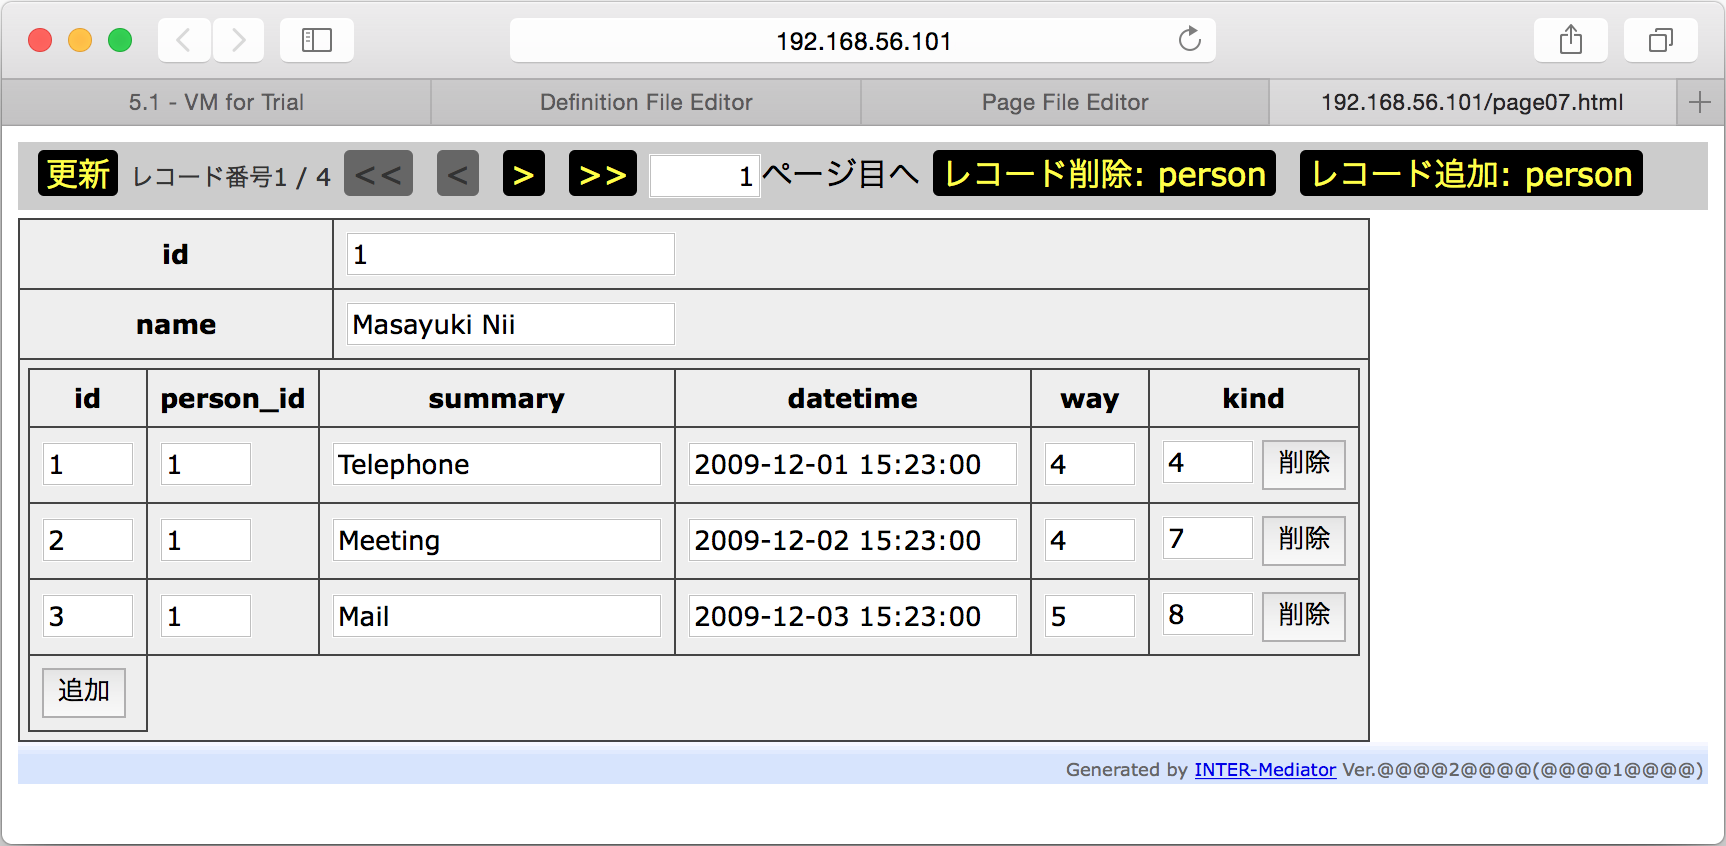 192.168.56.101
5.1 - VM for Trial Definition File Editor Page File Editor 192.168.56.101/page07.html
更新 レコード番号1 / 4 << < > >> 1 ページ目へ レコード削除: person レコード追加: person
id 1
name Masayuki Nii
id person_id summary datetime way kind
1 1 Telephone 2009-12-01 15:23:00 4 4 削除
2 1 Meeting 2009-12-02 15:23:00 4 7 削除
3 1 Mail 2009-12-03 15:23:00 5 8 削除
追加
Generated by INTER-Mediator Ver.@@@@2@@@@(@@@@1@@@@)